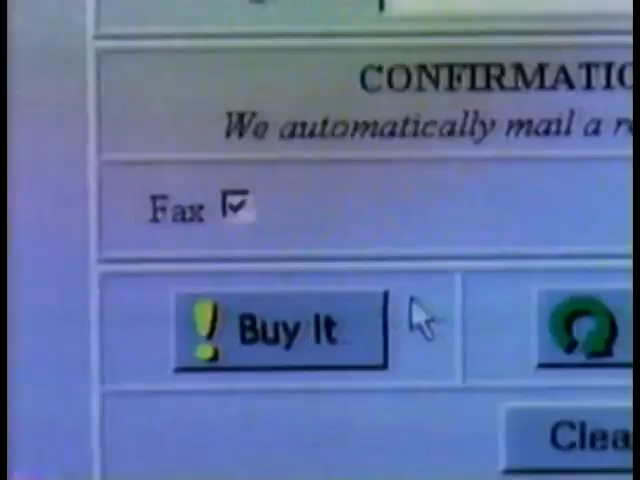 CONFIRMATIO
We automatically mail a r
Fax
Buy It
Clea